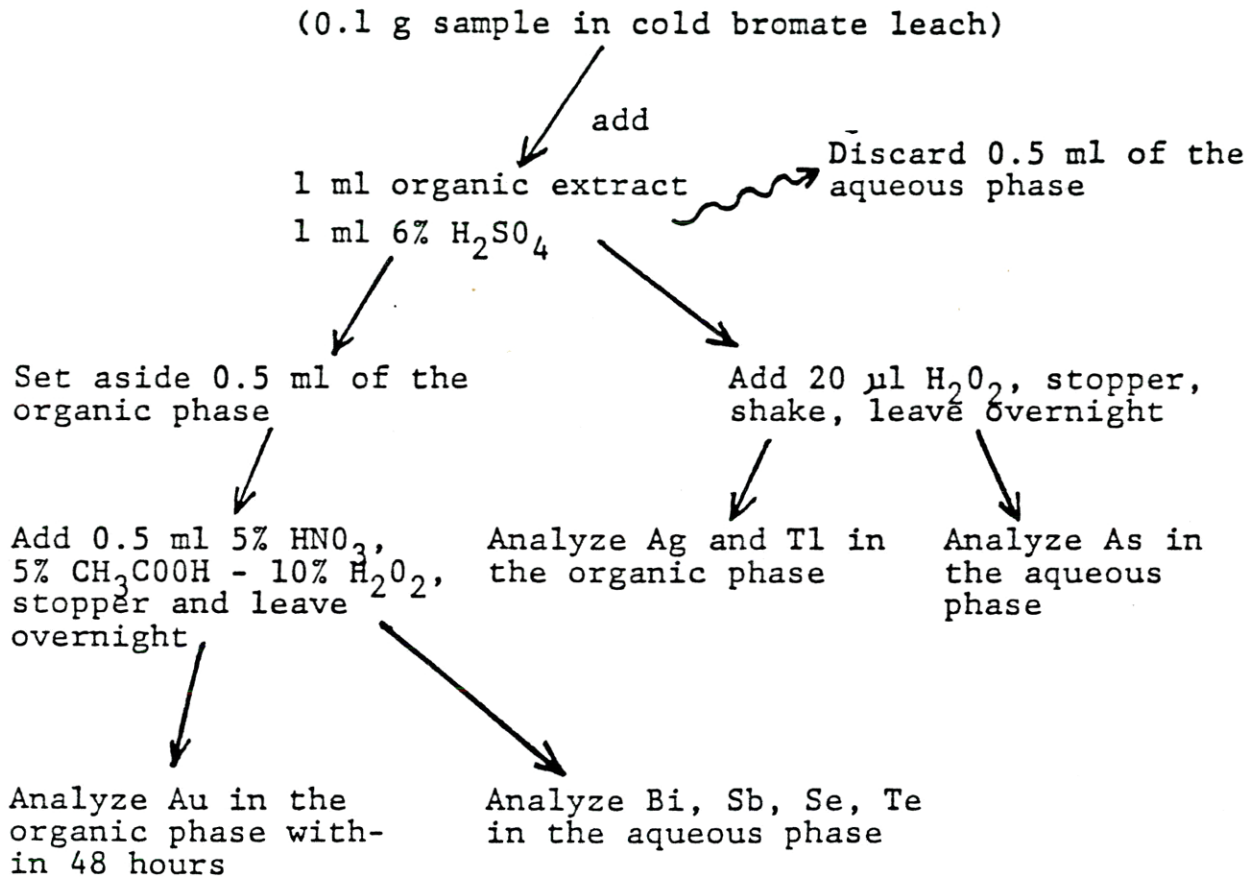 (0.1 g sample in cold bromate leach)
add
1 ml organic extract
1 ml 6% H₂SO₄
Discard 0.5 ml of the
aqueous phase
Set aside 0.5 ml of the
organic phase
Add 20 µl H₂O₂, stopper,
shake, leave overnight
Add 0.5 ml 5% HNO₃,
5% CH₃COOH - 10% H₂O₂,
stopper and leave
overnight
Analyze Ag and Tl in
the organic phase
Analyze As in
the aqueous
phase
Analyze Au in the
organic phase with-
in 48 hours
Analyze Bi, Sb, Se, Te
in the aqueous phase